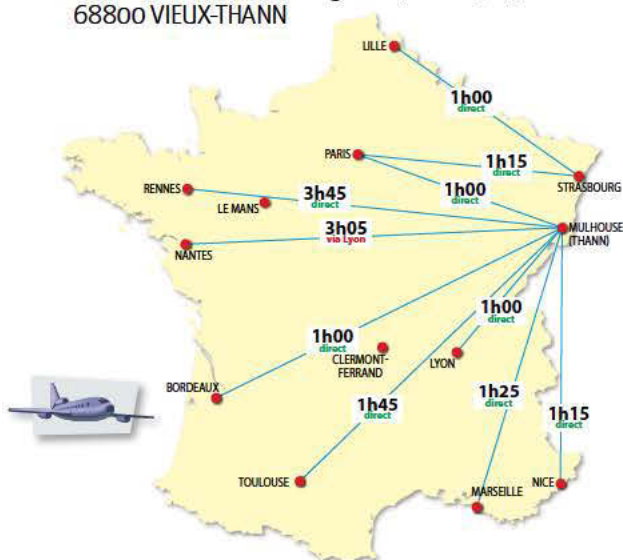 68800 VIEUX-THANN
LILLE
1h00
direct
PARIS
1h15
direct
STRASBOURG
RENNES
3h45
direct
1h00
direct
LE MANS
MULHOUSE
(THANN)
3h05
via Lyon
NANTES
1h00
direct
1h00
direct
CLERMONT-
FERRAND
LYON
BORDEAUX
1h45
direct
1h25
direct
1h15
direct
TOULOUSE
MARSEILLE
NICE